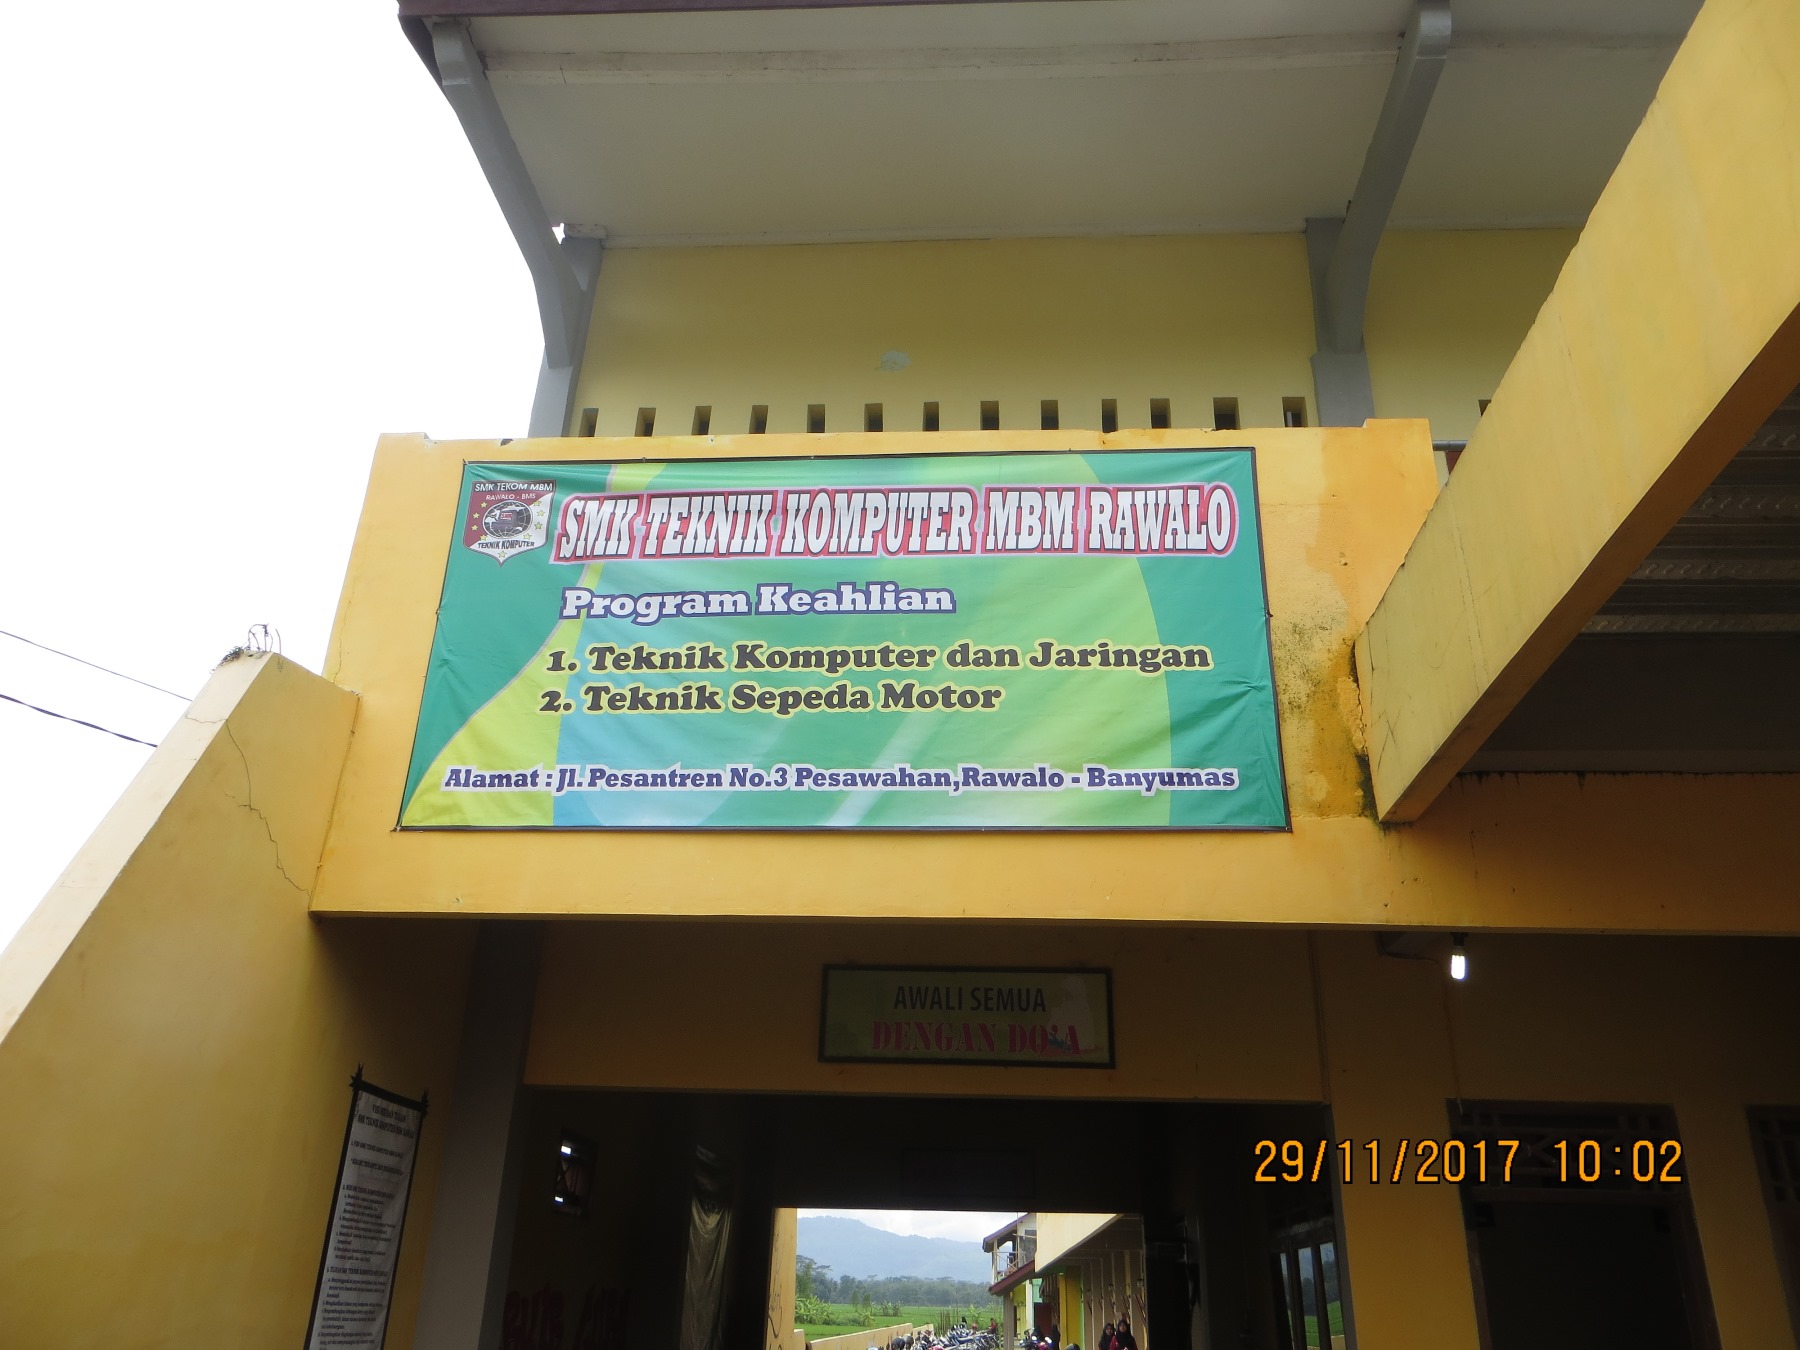 SMK TEKOM MBM
RAWALO - BMS
TEKNIK KOMPUTER
SMK TEKNIK KOMPUTER MBM RAWALO
Program Keahlian
1. Teknik Komputer dan Jaringan
2. Teknik Sepeda Motor
Alamat : Jl. Pesantren No.3 Pesawahan,Rawalo - Banyumas
AWALI SEMUA
DENGAN DO'A
29/11/2017 10:02